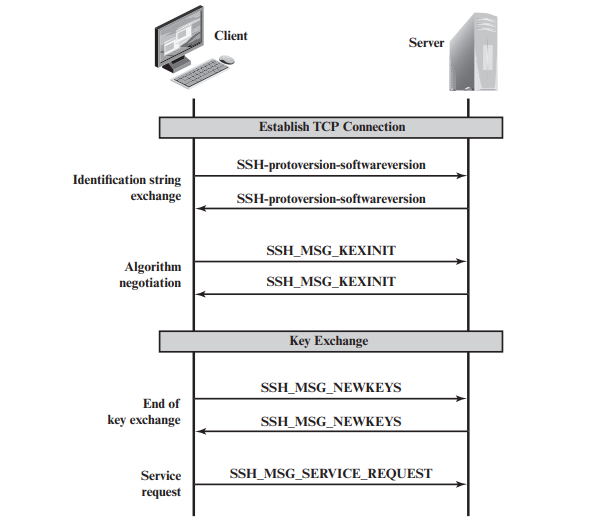 Client
Server
Establish TCP Connection
SSH-protoversion-softwareversion
Identification string
exchange
SSH-protoversion-softwareversion
SSH_MSG_KEXINIT
Algorithm
negotiation
SSH_MSG_KEXINIT
Key Exchange
SSH_MSG_NEWKEYS
End of
key exchange
SSH_MSG_NEWKEYS
Service
request
SSH_MSG_SERVICE_REQUEST